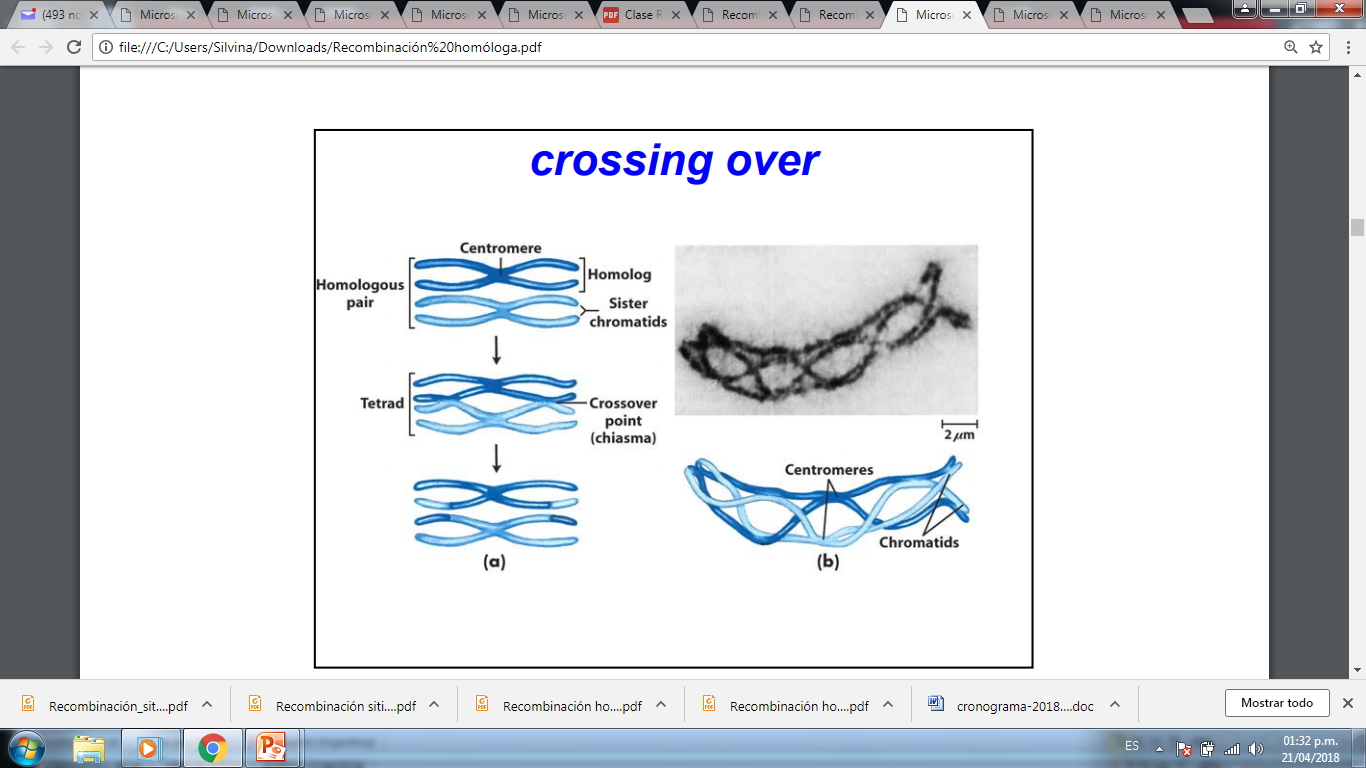 (493 no
Micros
Micros
Micros
Micros
Micros
PDF Clase R
Recomi
Recomi
Micros
Micros
Micros
file:///C:/Users/Silvina/Downloads/Recombinación%20homóloga.pdf
crossing over
Centromere
Homologous
pair
Homolog
Sister
chromatids
Tetrad
Crossover
point
(chiasma)
(a)
2 μm
Centromeres
Chromatids
(b)
Recombinación_sit....pdf
Recombinación siti....pdf
Recombinación ho....pdf
Recombinación ho....pdf
cronograma-2018....doc
Mostrar todo
ES
01:32 p.m.
21/04/2018